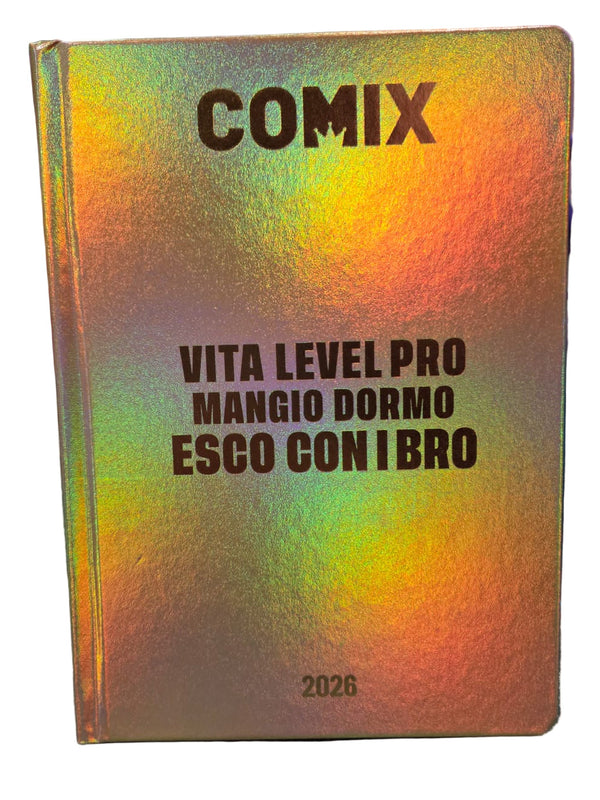 COMIX
VITA LEVEL PRO
MANGIO DORMO
ESCO CON I BRO
2026